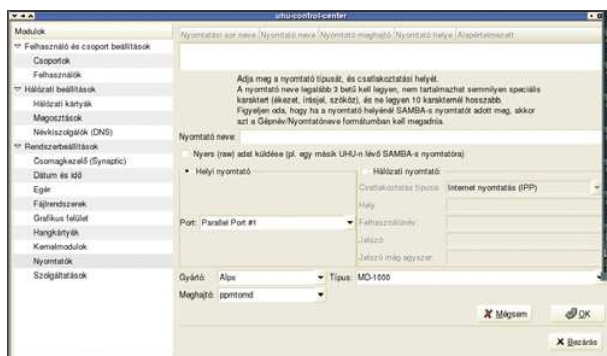 uhu-control-center
Modulok
Felhasználó és csoport beállítások
Csoportok
Felhasználók
Hálózati beállítások
Hálózati kártyák
Megosztások
Névkiszolgálók (DNS)
Rendszerbeállítások
Csomagkezelő (Synaptic)
Dátum és idő
Egér
Fájlrendszerek
Grafikus felület
Hangkártyák
Kernelmodulok
Nyomtatók
Szolgáltatások
Nyomtatási sor neve Nyomtató neve Nyomtató meghajtó Nyomtató helye Alapértelmezett
Adja meg a nyomtató típusát, és csatlakoztatási helyét.
A nyomtató neve legalább 3 betű kell legyen, nem tartalmazhat semmilyen speciális
karaktert (ékezet, írásjel, szóköz), és ne legyen 10 karakternél hosszabb.
Figyeljen oda, hogy ha a nyomtató helyénél SAMBA-s nyomtatót adott meg, akkor
azt a Gépnév/Nyomtatóneve formátumban kell megadnia.
Nyomtató neve:
Nyers (raw) adat küldése (pl. egy másik UHU-n lévő SAMBA-s nyomtatóra)
Helyi nyomtató
Port: Parallel Port #1
Hálózati nyomtató:
Csatlakoztatás típusa: Internet nyomtatás (IPP)
Hely:
Felhasználónév:
Jelszó:
Jelszó még egyszer:
Gyártó: Alps
Típus: MD-1000
Meghajtó: ppmtomd
Mégsem
OK
Bezárás